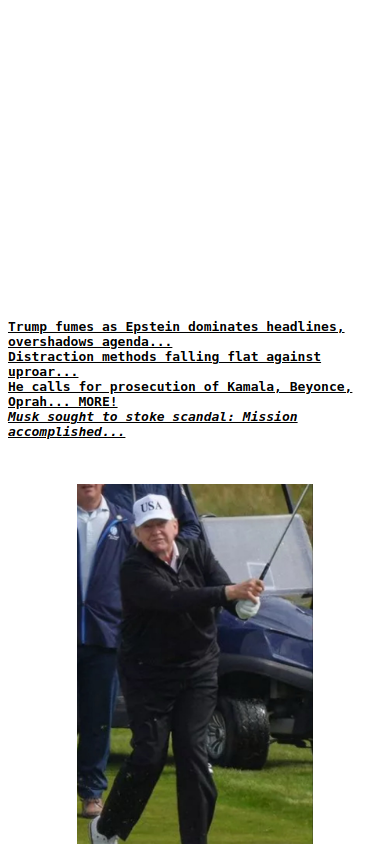 Trump fumes as Epstein dominates headlines,
overshadows agenda...
Distraction methods falling flat against
uproar...
He calls for prosecution of Kamala, Beyonce,
Oprah... MORE!
Musk sought to stoke scandal: Mission
accomplished...
USA